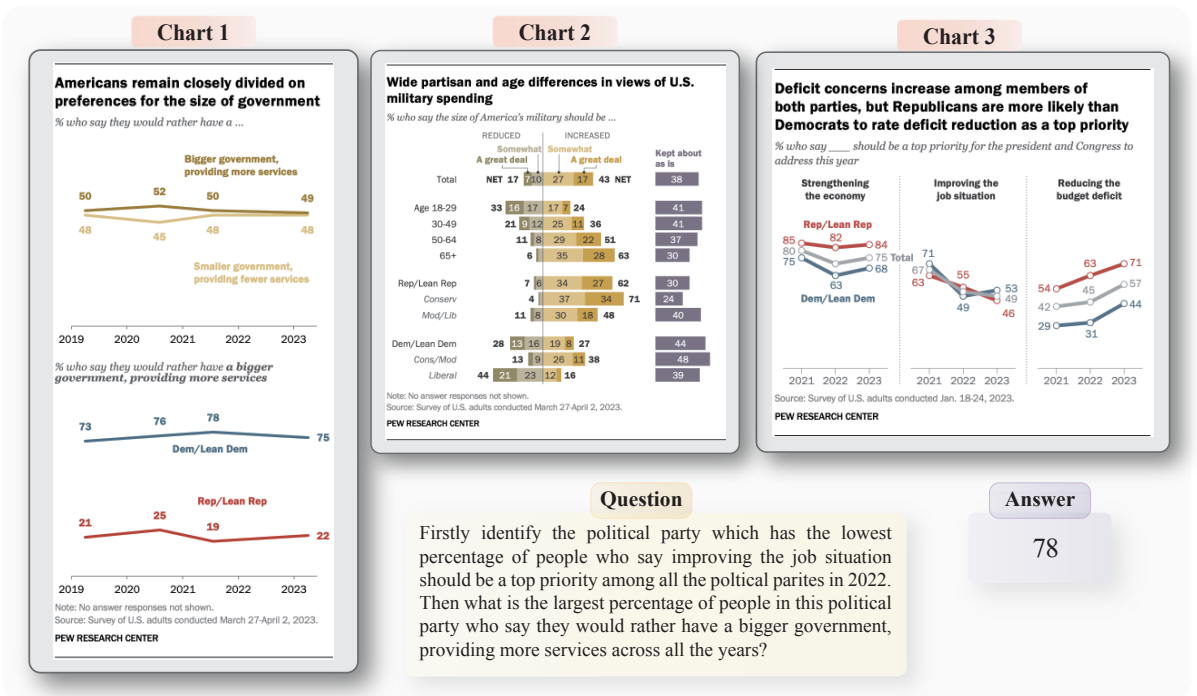 Chart 1
Americans remain closely divided on
preferences for the size of government
% who say they would rather have a ...
Bigger government,
providing more services
50
52
50
49
48
45
48
48
Smaller government,
providing fewer services
2019 2020 2021 2022 2023
% who say they would rather have a bigger
government, providing more services
73
76
78
75
Dem/Lean Dem
Rep/Lean Rep
21
25
19
22
2019 2020 2021 2022 2023
Note: No answer responses not shown.
Source: Survey of U.S. adults conducted March 27-April 2, 2023.
PEW RESEARCH CENTER
Chart 2
Wide partisan and age differences in views of U.S.
military spending
% who say the size of America's military should be ...
REDUCED INCREASED
Somewhat Somewhat
A great deal A great deal
Kept about
as is
Total NET 17 7 10 27 17 43 NET 38
Age 18-29 33 16 17 17 7 24 41
30-49 21 9 12 25 11 36 41
50-64 11 8 29 22 51 37
65+ 6 35 28 63 30
Rep/Lean Rep 7 6 34 27 62 30
Conserv 4 37 34 71 24
Mod/Lib 11 8 30 18 48 40
Dem/Lean Dem 28 13 16 19 8 27 44
Cons/Mod 13 9 26 11 38 48
Liberal 44 21 23 12 16 39
Note: No answer responses not shown.
Source: Survey of U.S. adults conducted March 27-April 2, 2023.
PEW RESEARCH CENTER
Chart 3
Deficit concerns increase among members of
both parties, but Republicans are more likely than
Democrats to rate deficit reduction as a top priority
% who say ____ should be a top priority for the president and Congress to
address this year
Strengthening
the economy
Rep/Lean Rep
85 82 84
80 75 Total
75 63 68
Dem/Lean Dem
2021 2022 2023
Improving the
job situation
71
67
63
55
49
53
49
46
2021 2022 2023
Reducing the
budget deficit
54 63 71
42 45 57
29 31 44
2021 2022 2023
Source: Survey of U.S. adults conducted Jan. 18-24, 2023.
PEW RESEARCH CENTER
Question
Firstly identify the political party which has the lowest
percentage of people who say improving the job situation
should be a top priority among all the poltical parites in 2022.
Then what is the largest percentage of people in this political
party who say they would rather have a bigger government,
providing more services across all the years?
Answer
78